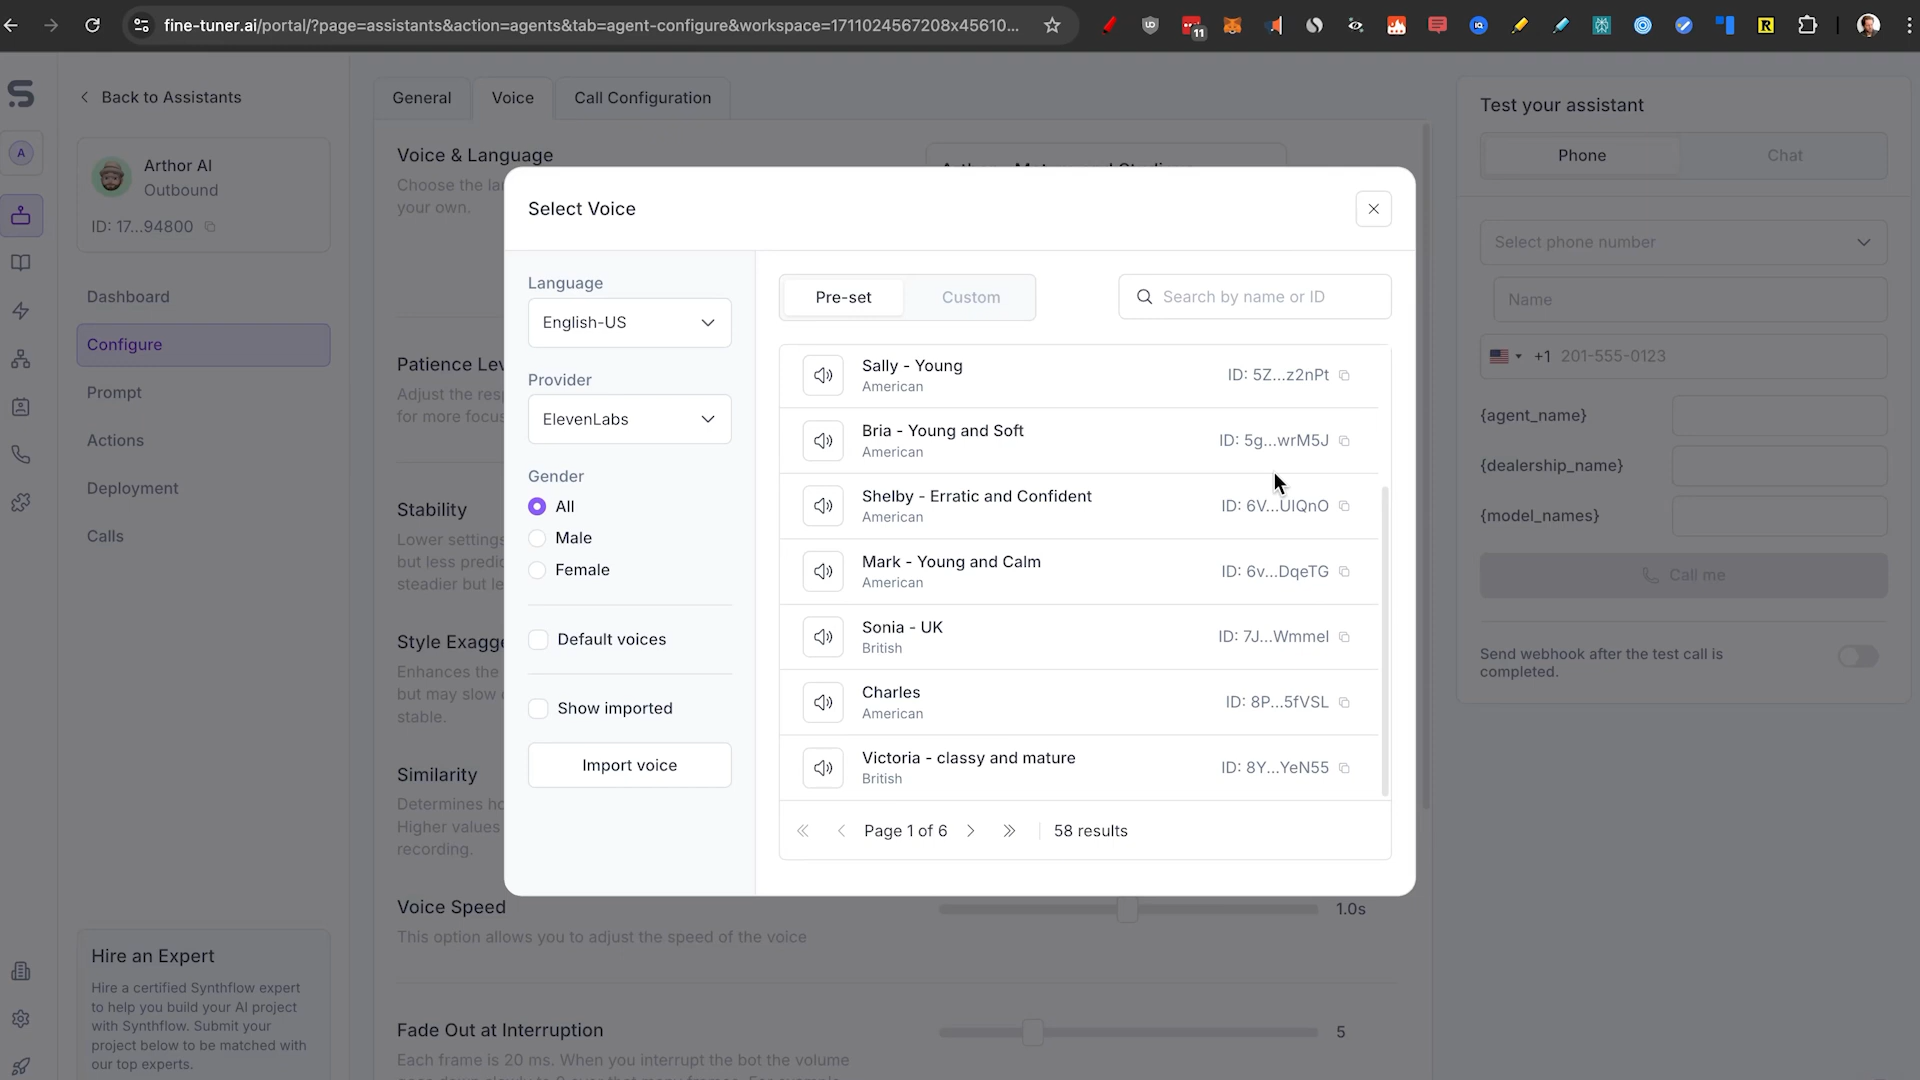 fine-tuner.ai/portal/?page=assistants&action=agents&tab=agent-configure&workspace=1711024567208x45610...
11
Back to Assistants
A
Arthor AI
Outbound
ID: 17...94800
Dashboard
Configure
Prompt
Actions
Deployment
Calls
Hire an Expert
Hire a certified Synthflow expert
to help you build your AI project
with Synthflow. Submit your
project below to be matched with
our top experts.
General
Voice
Call Configuration
Voice & Language
Choose the
your own.
Patience
Adjust the
for more focus
Stability
Lower settings
but less
steadier but
Style
Enhances the
but may slow
stable.
Similarity
Determines
Higher values
recording.
Voice Speed
This option allows you to adjust the speed of the voice
1.0s
Fade Out at Interruption
5
Each frame is 20 ms. When you interrupt the bot the volume
Select Voice
Language
English-US
Provider
ElevenLabs
Gender
All
Male
Female
Default voices
Show imported
Import voice
Pre-set
Custom
Search by name or ID
Sally - Young
American
ID: 5Z...z2nPt
Bria - Young and Soft
American
ID: 5g...wrM5J
Shelby - Erratic and Confident
American
ID: 6V...UIQnO
Mark - Young and Calm
American
ID: 6v...DqeTG
Sonia - UK
British
ID: 7J...Wmmel
Charles
American
ID: 8P...5fVSL
Victoria - classy and mature
British
ID: 8Y...YeN55
Page 1 of 6
58 results
Test your assistant
Phone
Chat
Select phone number
Name
+1 201-555-0123
{agent_name}
{dealership_name}
{model_names}
Call me
Send webhook after the test call is
completed.